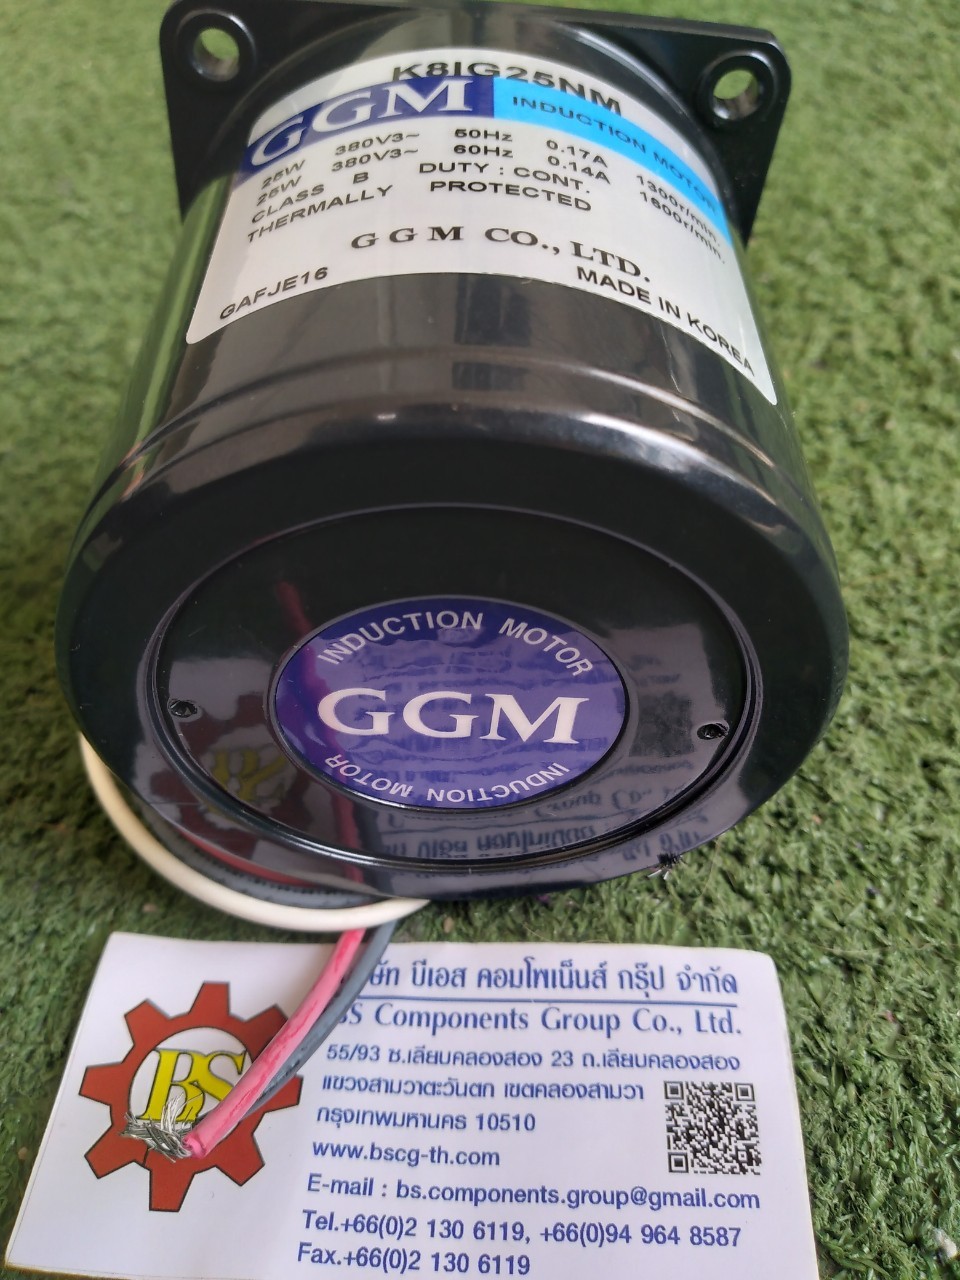 K8IG25NM
GGM INDUCTION MOTOR
25W 380V3~ 50Hz 0.17A 1300r/min.
25W 380V3~ 60Hz 0.14A 1600r/min.
CLASS B DUTY : CONT.
THERMALLY PROTECTED
GGM CO., LTD.
GAFJE16 MADE IN KOREA
INDUCTION MOTOR
GGM
INDUCTION MOTOR
BS
บีเอส คอมโพเน็นส์ กรุ๊ป จำกัด
BS Components Group Co., Ltd.
55/93 ซ.เลียบคลองสอง 23 ถ.เลียบคลองสอง
แขวงสามวาตะวันตก เขตคลองสามวา
กรุงเทพมหานคร 10510
www.bscg-th.com
E-mail : bs.components.group@gmail.com
Tel.+66(0)2 130 6119, +66(0)94 964 8587
Fax.+66(0)2 130 6119